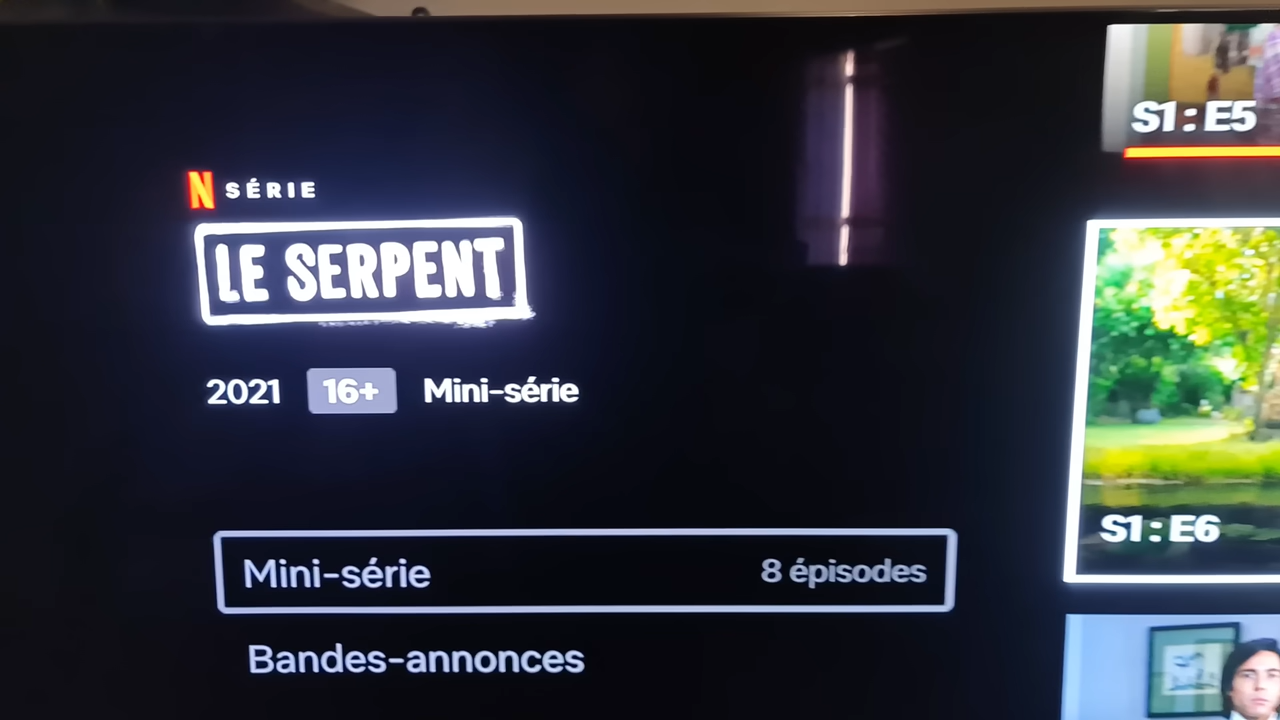 N SÉRIE
LE SERPENT
2021 16+ Mini-série
Mini-série 8 épisodes
Bandes-annonces
S1 : E5
S1 : E6